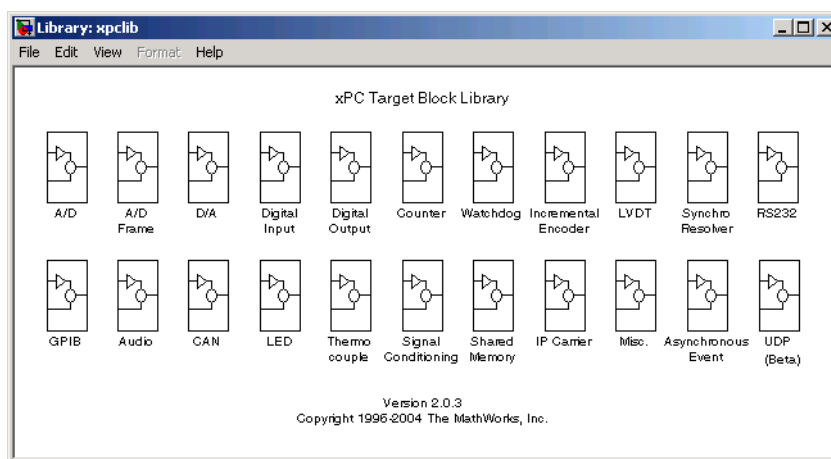 Library: xpclib
File Edit View Format Help
xPC Target Block Library
A/D A/D Frame D/A Digital Input Digital Output Counter Watchdog Incremental Encoder LVDT Synchro Resolver RS232
GPIB Audio CAN LED Thermo couple Signal Conditioning Shared Memory IP Carrier Misc. Asynchronous Event UDP (Beta)
Version 2.0.3
Copyright 1996-2004 The MathWorks, Inc.